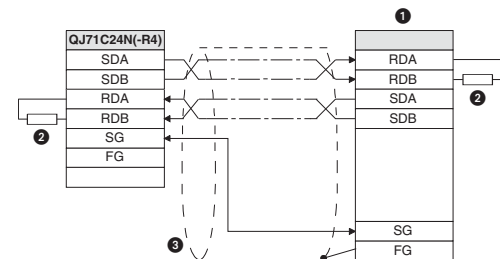 ❶
QJ71C24N(-R4)
SDA
SDB
RDA
RDB
SG
FG
❷
❸
RDA
RDB
SDA
SDB
SG
FG
❷